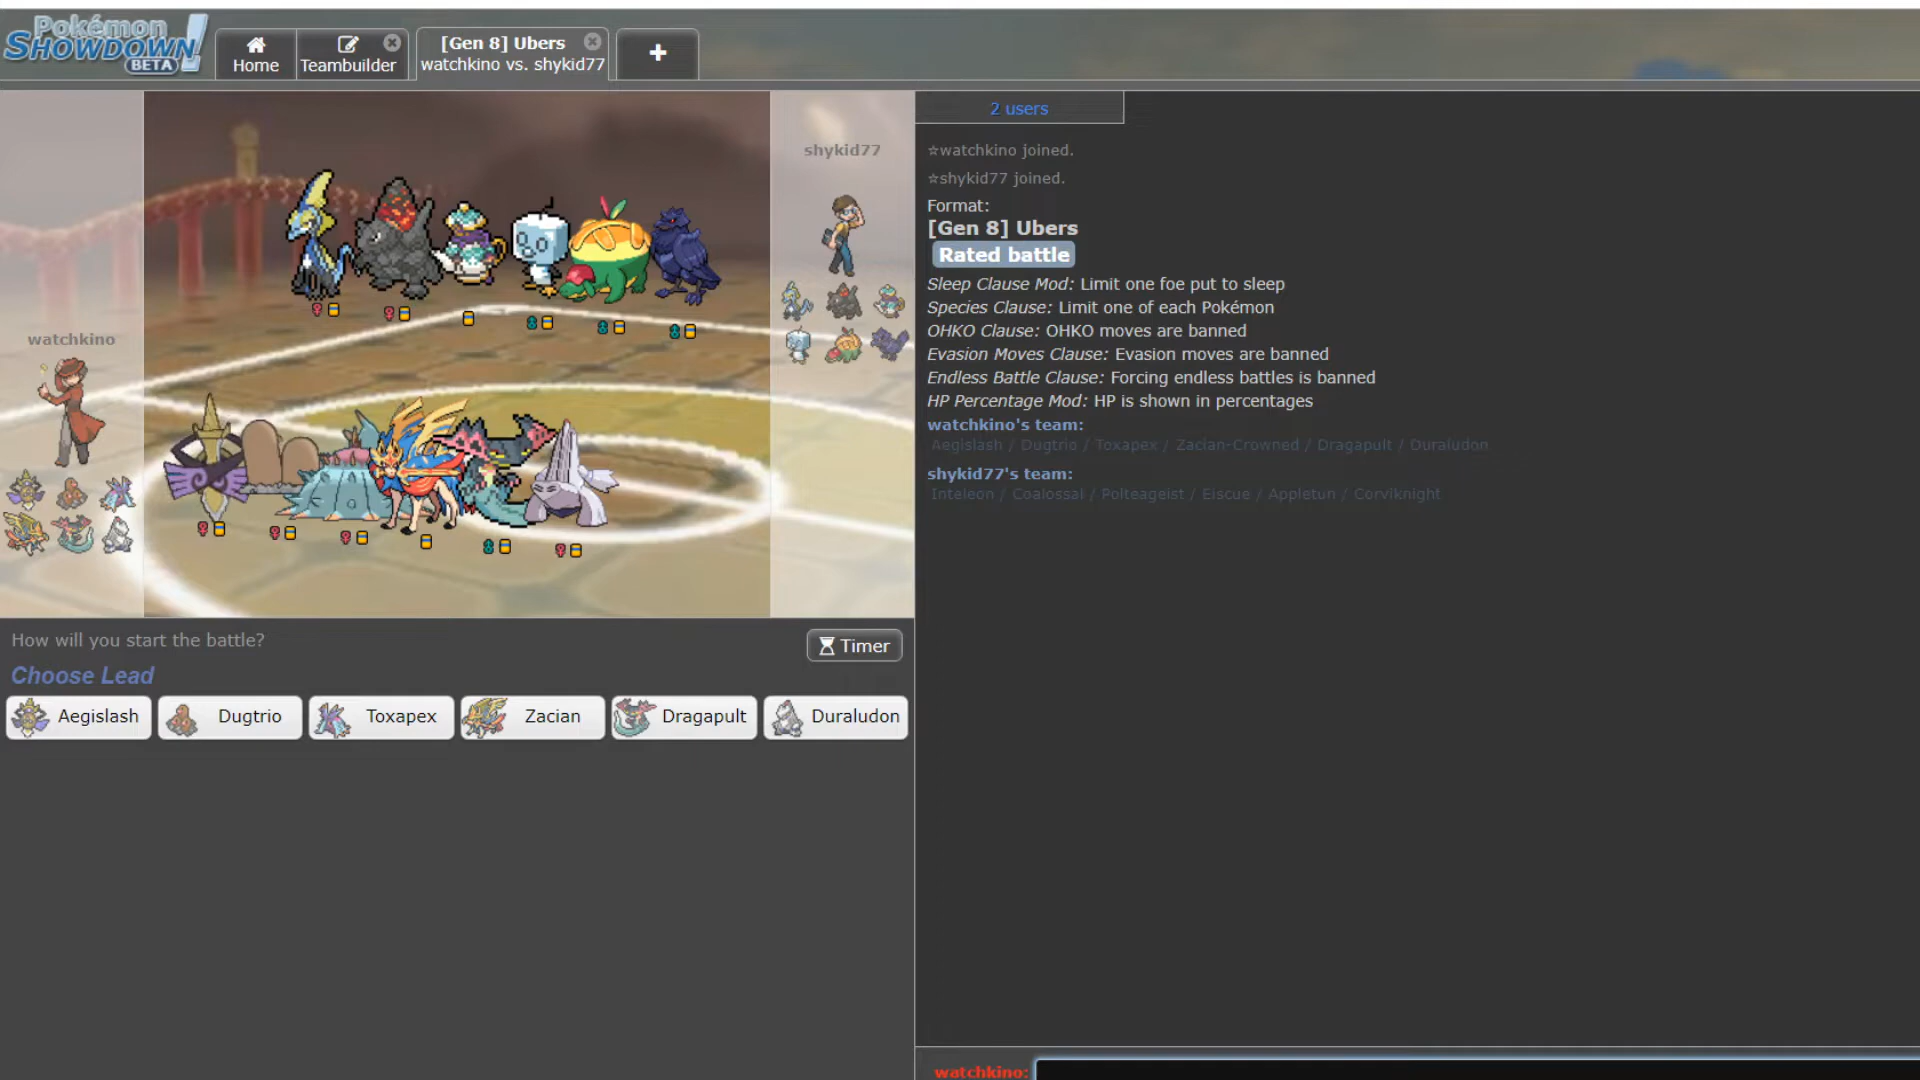 Pokémon
SHOWDOWN!
BETA
Home
Teambuilder
[Gen 8] Ubers
watchkino vs. shykid77
shykid77
watchkino
2 users
☆watchkino joined.
☆shykid77 joined.
Format:
[Gen 8] Ubers
Rated battle
Sleep Clause Mod: Limit one foe put to sleep
Species Clause: Limit one of each Pokémon
OHKO Clause: OHKO moves are banned
Evasion Moves Clause: Evasion moves are banned
Endless Battle Clause: Forcing endless battles is banned
HP Percentage Mod: HP is shown in percentages
watchkino's team:
Aegislash / Dugtrio / Toxapex / Zacian-Crowned / Dragapult / Duraludon
shykid77's team:
Inteleon / Coalossal / Polteageist / Eiscue / Appletun / Corviknight
How will you start the battle?
Timer
Choose Lead
Aegislash
Dugtrio
Toxapex
Zacian
Dragapult
Duraludon
watchkino: